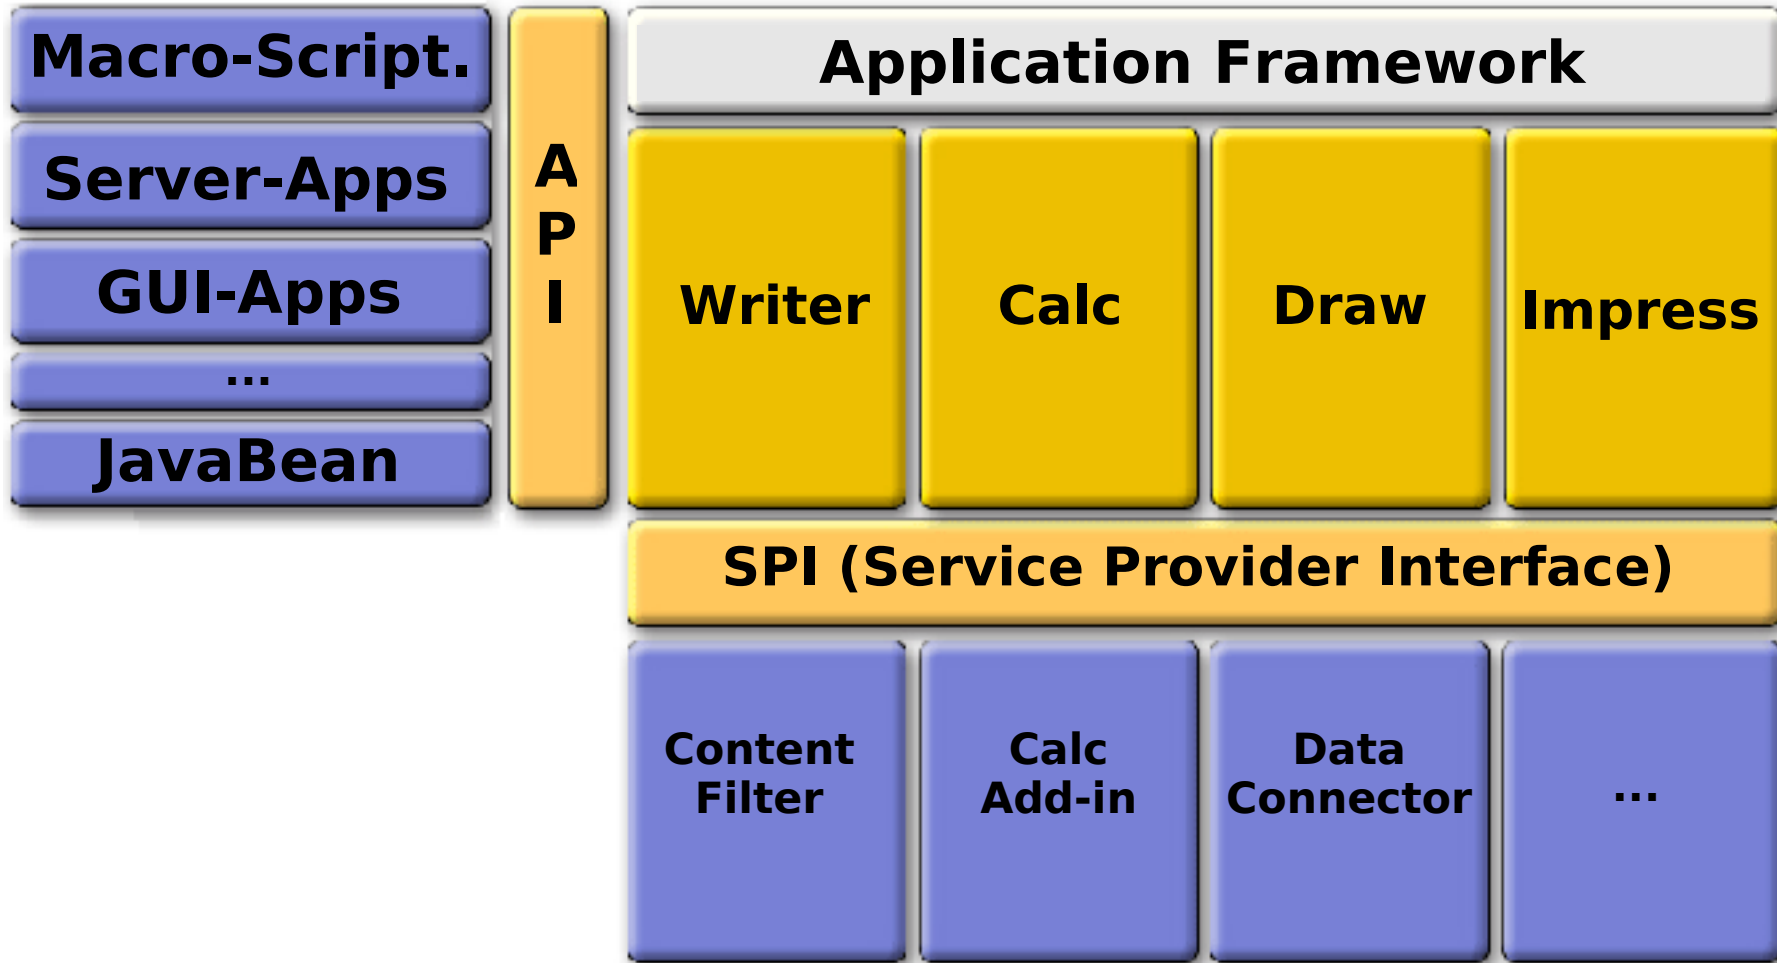 Macro-Script.
Server-Apps
GUI-Apps
...
JavaBean
A
P
I
Application Framework
Writer
Calc
Draw
Impress
SPI (Service Provider Interface)
Content
Filter
Calc
Add-in
Data
Connector
...